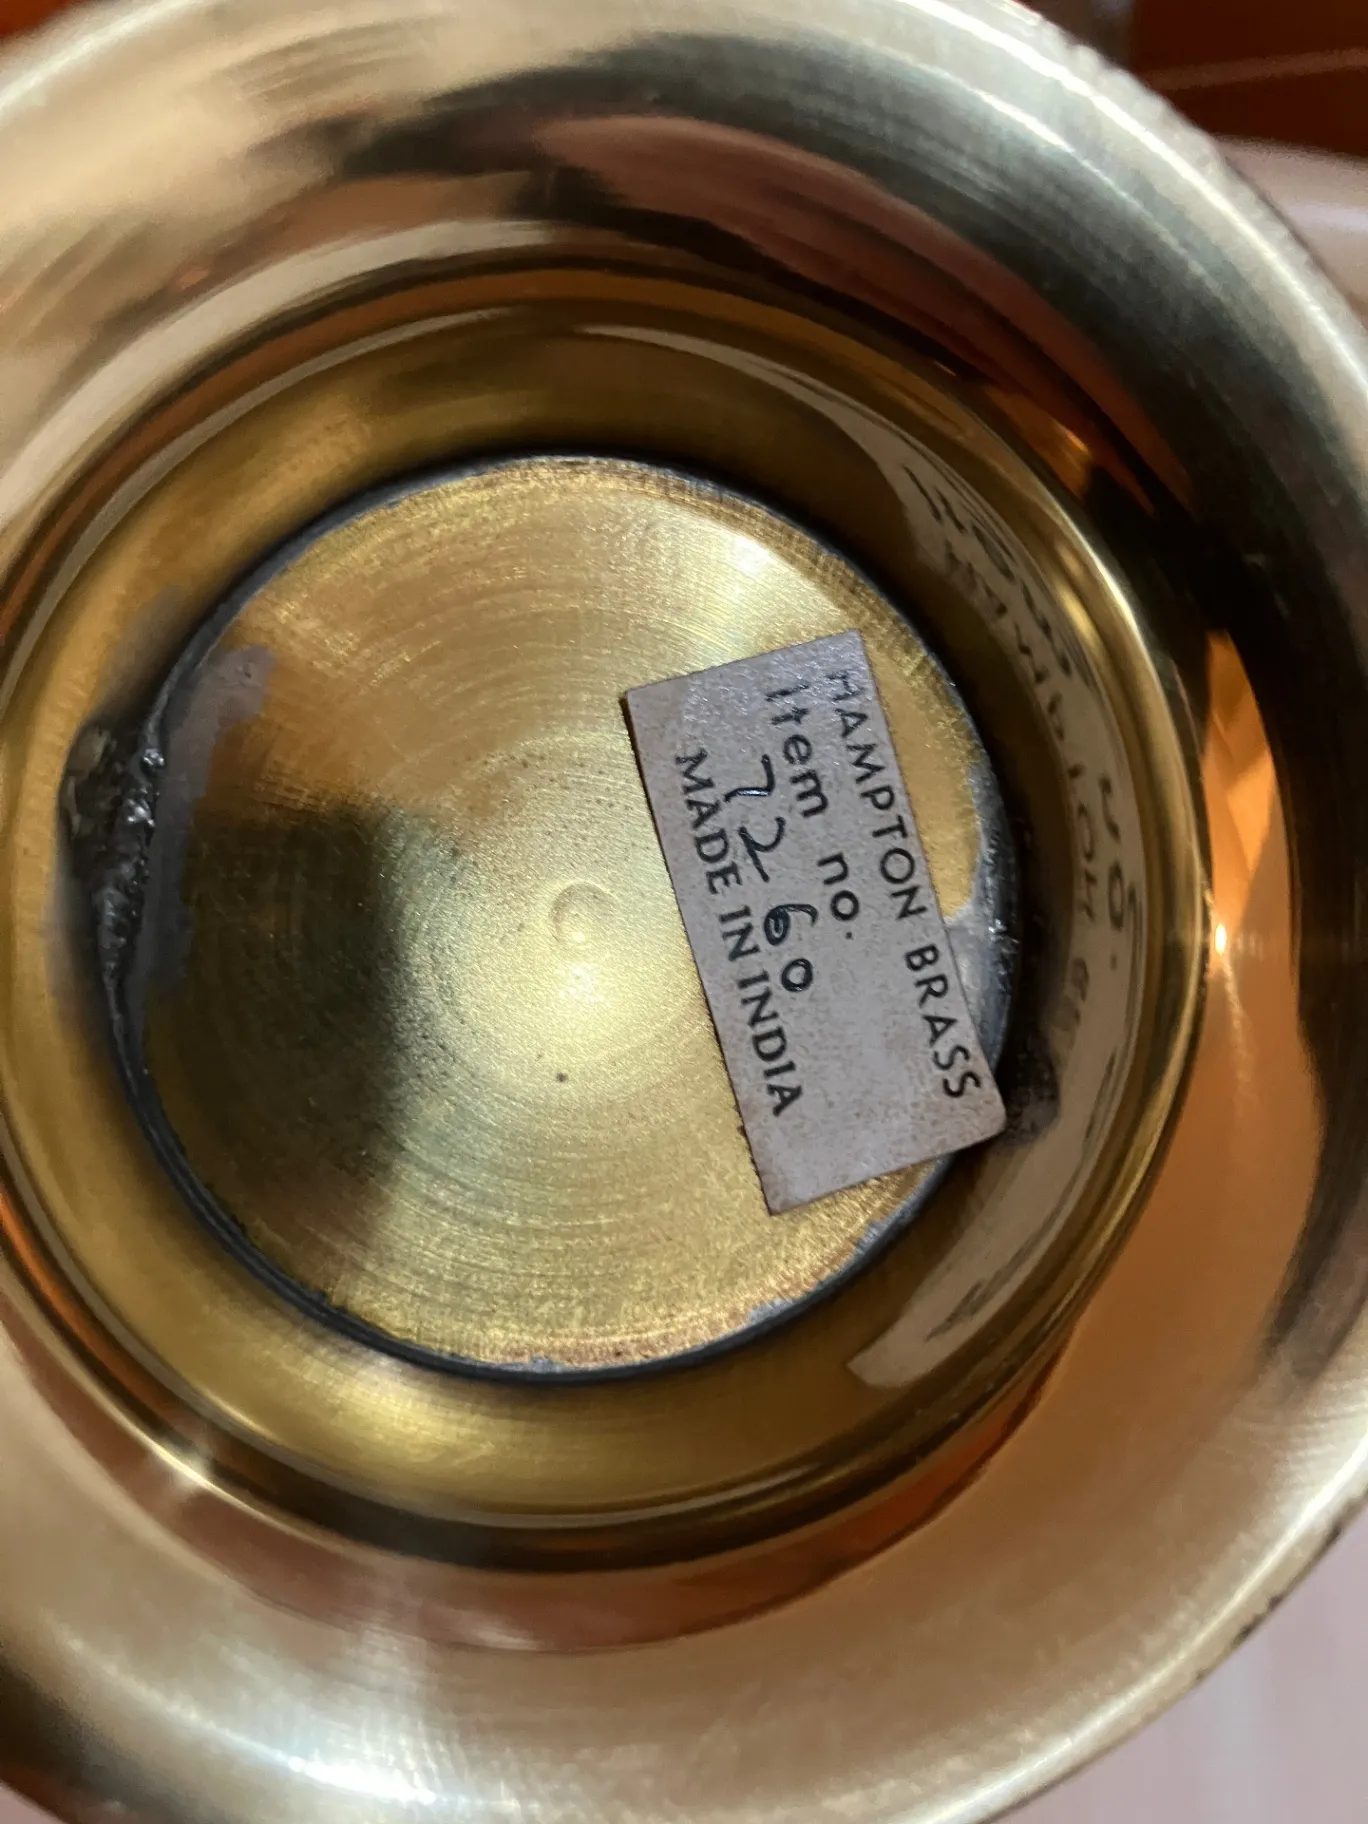 HAMPTON BRASS
item no.
7260
MADE IN INDIA